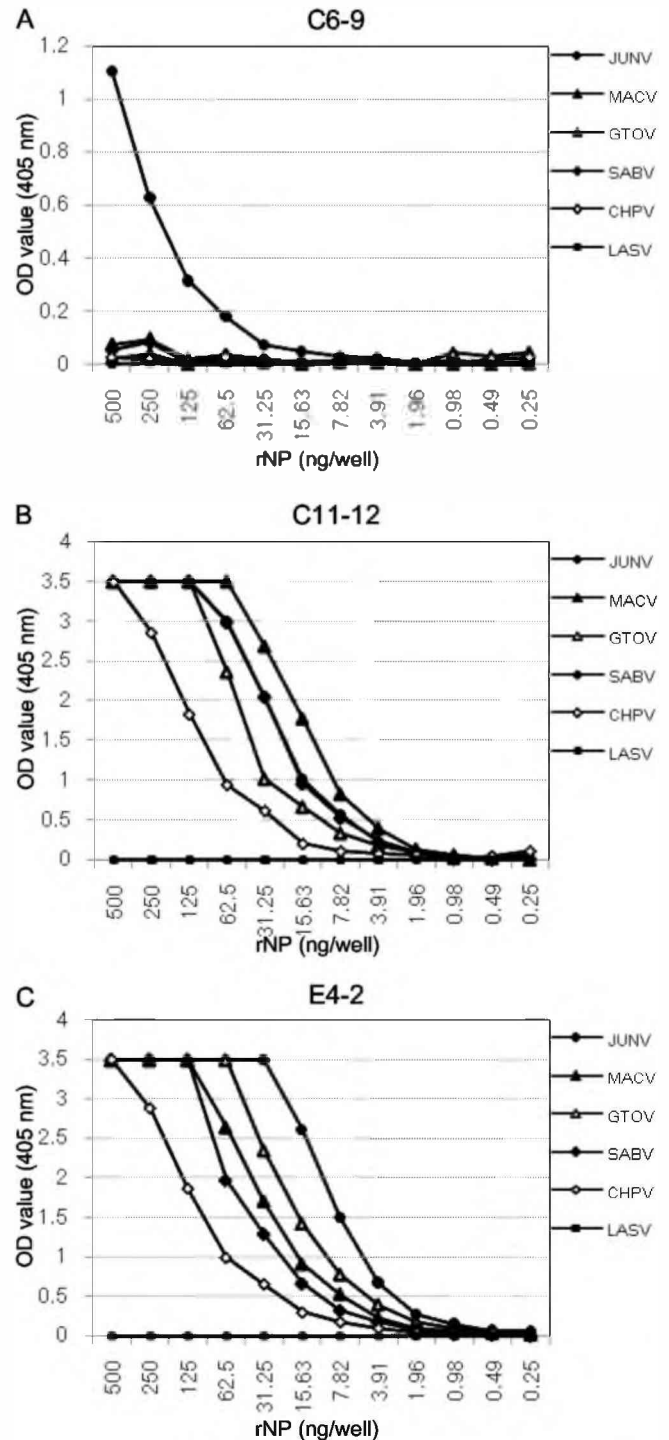 A
C6-9
1.2
1
0.8
0.6
0.4
0.2
0
OD value (405 nm)
500
250
125
62.5
31.25
15.63
7.82
3.91
1.96
0.98
0.49
0.25
rNP (ng/well)
JUNV
MACV
GTOV
SABV
CHPV
LASV
B
C11-12
4
3.5
3
2.5
2
1.5
1
0.5
0
OD value (405 nm)
500
250
125
62.5
31.25
15.63
7.82
3.91
1.96
0.98
0.49
0.25
rNP (ng/well)
JUNV
MACV
GTOV
SABV
CHPV
LASV
C
E4-2
4
3.5
3
2.5
2
1.5
1
0.5
0
OD value (405 nm)
500
250
125
62.5
31.25
15.63
7.82
3.91
1.96
0.98
0.49
0.25
rNP (ng/well)
JUNV
MACV
GTOV
SABV
CHPV
LASV